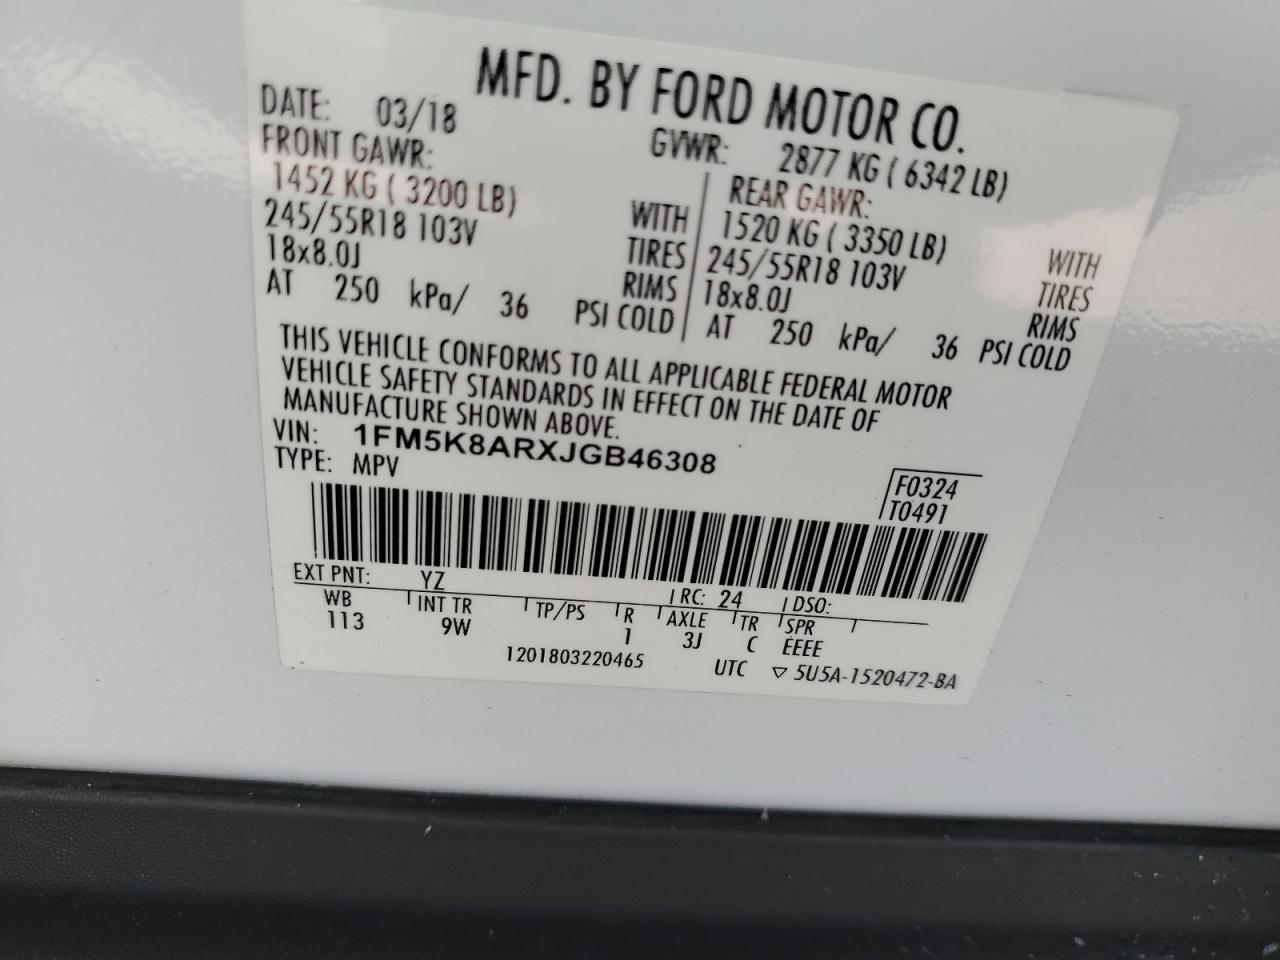 MFD. BY FORD MOTOR CO.
DATE: 03/18
GVWR: 2877 KG ( 6342 LB)
FRONT GAWR:
1452 KG ( 3200 LB) WITH
245/55R18 103V TIRES
18x8.0J RIMS
AT 250 kPa/ 36 PSI COLD
REAR GAWR:
1520 KG ( 3350 LB) WITH
245/55R18 103V TIRES
18x8.0J RIMS
AT 250 kPa/ 36 PSI COLD
THIS VEHICLE CONFORMS TO ALL APPLICABLE FEDERAL MOTOR
VEHICLE SAFETY STANDARDS IN EFFECT ON THE DATE OF
MANUFACTURE SHOWN ABOVE.
VIN: 1FM5K8ARXJGB46308
TYPE: MPV
F0324
T0491
EXT PNT: YZ RC: 24 DSO:
WB INT TR TP/PS R AXLE TR SPR
113 9W 1 3J C EEEE
1201803220465 UTC ▽ 5U5A-1520472-BA